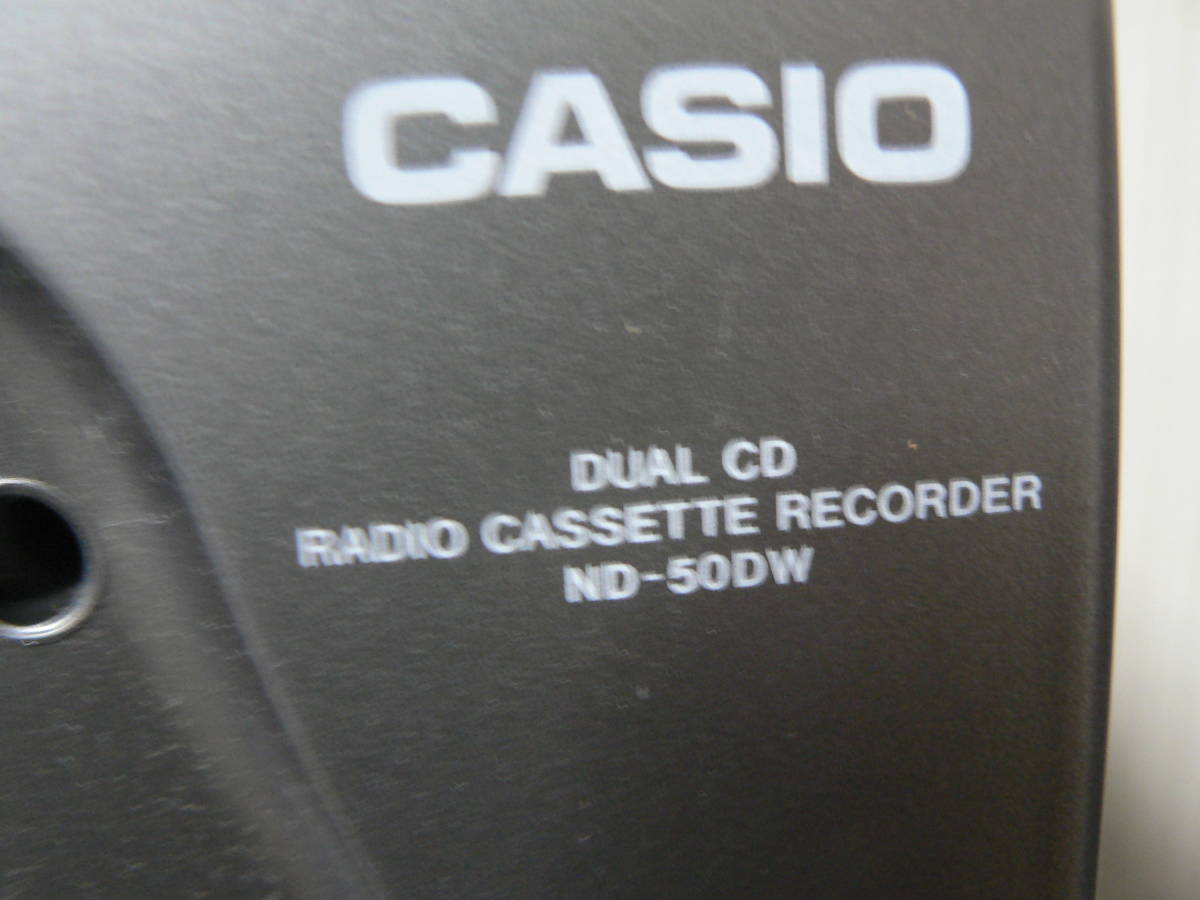 CASIO
DUAL CD
RADIO CASSETTE RECORDER
ND-50DW